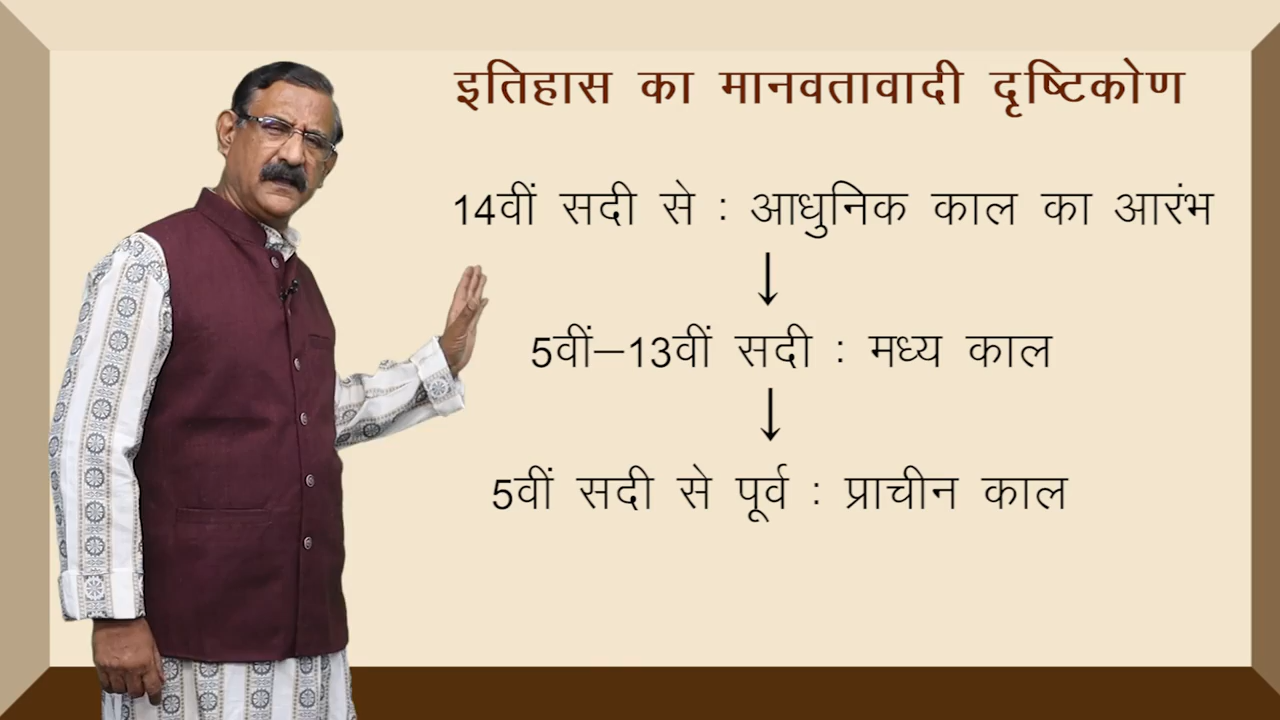 इतिहास का मानवतावादी दृष्टिकोण
14वीं सदी से : आधुनिक काल का आरंभ
5वीं–13वीं सदी : मध्य काल
5वीं सदी से पूर्व : प्राचीन काल